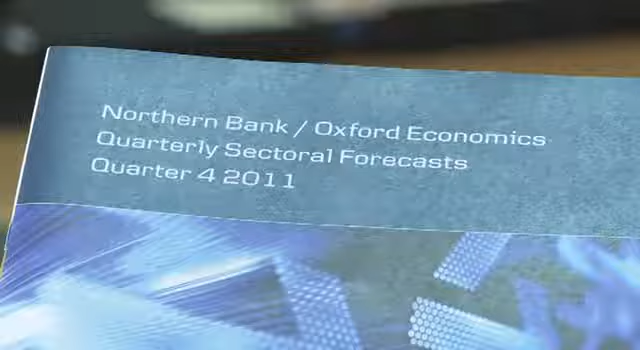 Northern Bank / Oxford Economics
Quarterly Sectoral Forecasts
Quarter 4 2011